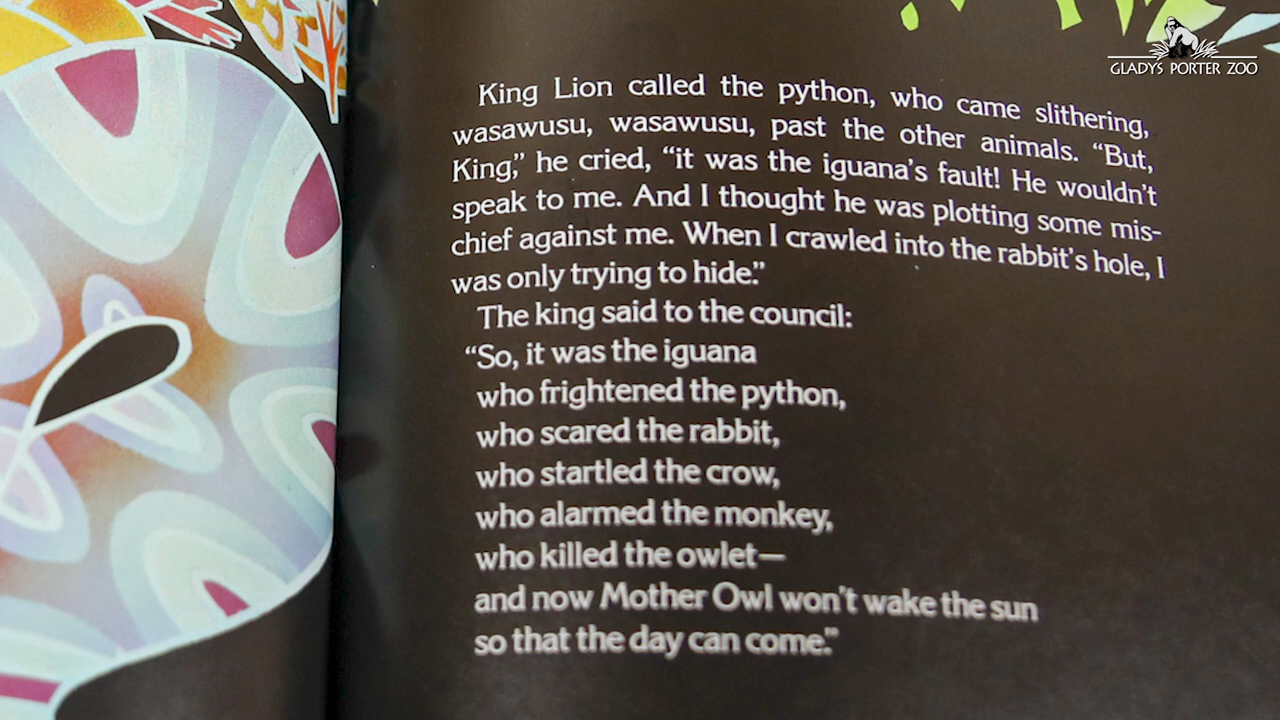 GLADYS PORTER ZOO
King Lion called the python, who came slithering,
wasawusu, wasawusu, past the other animals. “But,
King,” he cried, “it was the iguana’s fault! He wouldn’t
speak to me. And I thought he was plotting some mis-
chief against me. When I crawled into the rabbit’s hole, I
was only trying to hide.”
The king said to the council:
“So, it was the iguana
who frightened the python,
who scared the rabbit,
who startled the crow,
who alarmed the monkey,
who killed the owlet—
and now Mother Owl won’t wake the sun
so that the day can come.”